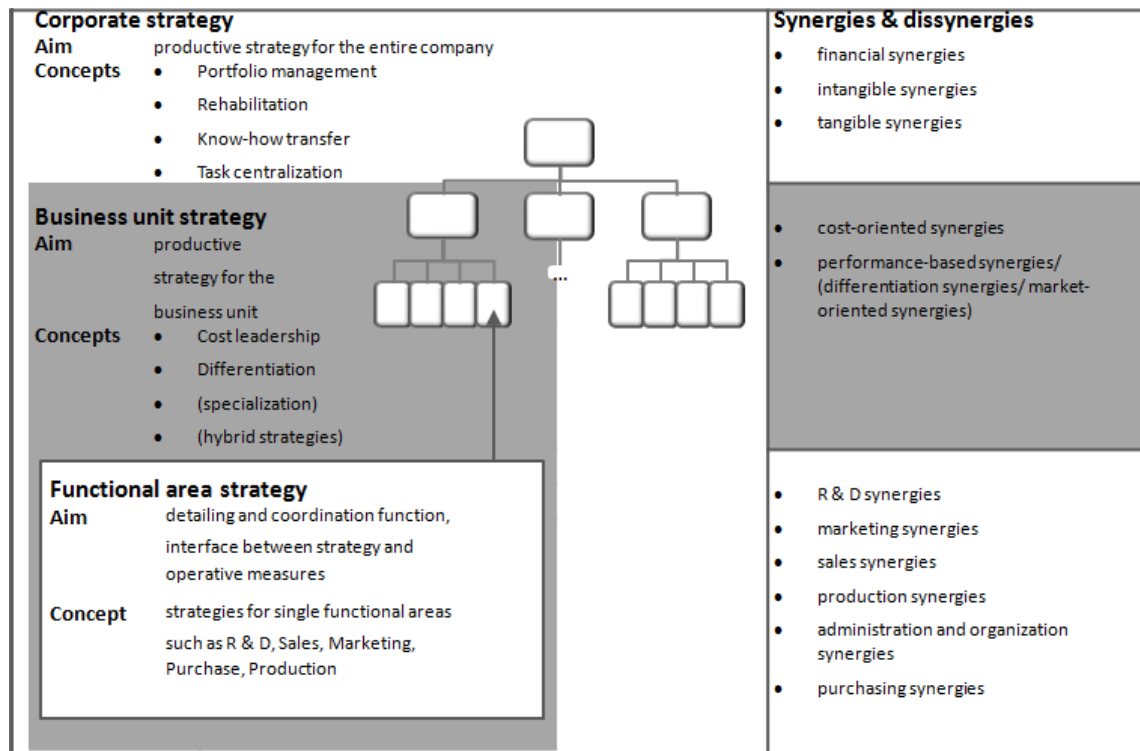 Corporate strategy
Aim productive strategy for the entire company
Concepts • Portfolio management
• Rehabilitation
• Know-how transfer
• Task centralization
Business unit strategy
Aim productive
strategy for the
business unit
Concepts • Cost leadership
• Differentiation
• (specialization)
• (hybrid strategies)
...
Functional area strategy
Aim detailing and coordination function,
interface between strategy and
operative measures
Concept strategies for single functional areas
such as R & D, Sales, Marketing,
Purchase, Production
Synergies & dissynergies
• financial synergies
• intangible synergies
• tangible synergies
• cost-oriented synergies
• performance-based synergies/
(differentiation synergies/ market-
oriented synergies)
• R & D synergies
• marketing synergies
• sales synergies
• production synergies
• administration and organization
synergies
• purchasing synergies